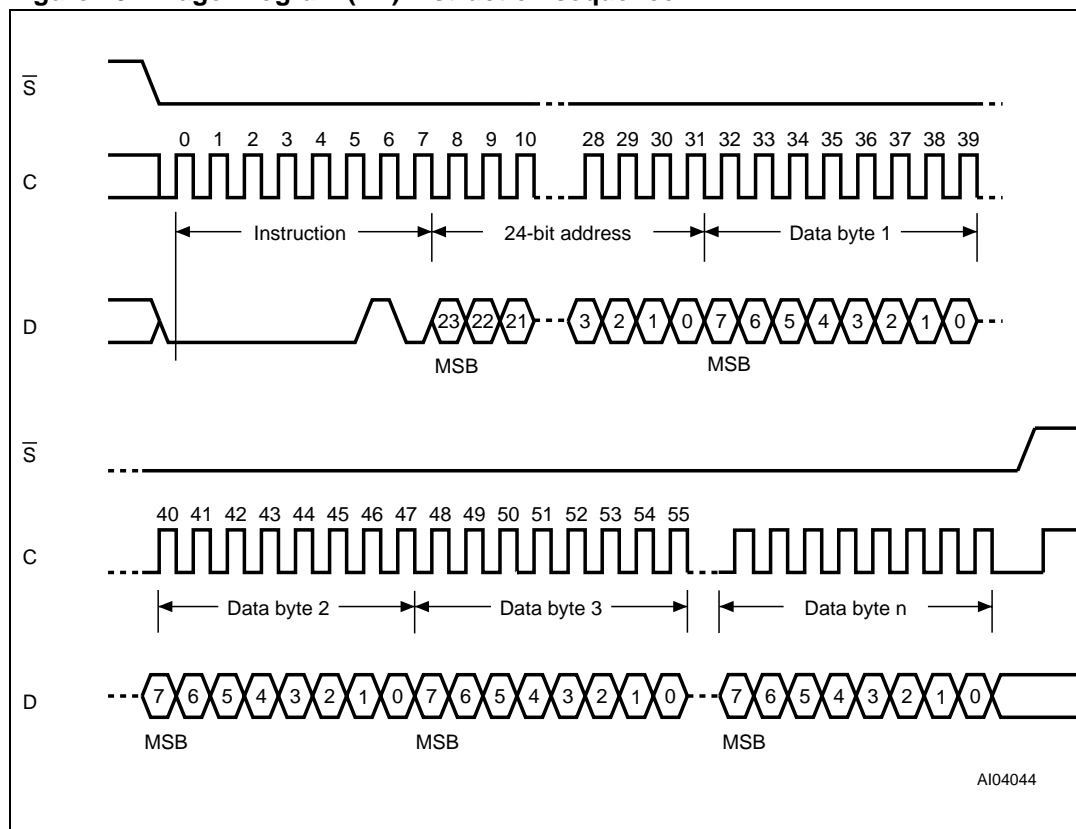 S
0 1 2 3 4 5 6 7 8 9 10 28 29 30 31 32 33 34 35 36 37 38 39
C
Instruction 24-bit address Data byte 1
D 23 22 21 3 2 1 0 7 6 5 4 3 2 1 0
MSB MSB
S
40 41 42 43 44 45 46 47 48 49 50 51 52 53 54 55
C
Data byte 2 Data byte 3 Data byte n
D 7 6 5 4 3 2 1 0 7 6 5 4 3 2 1 0 7 6 5 4 3 2 1 0
MSB MSB MSB
AI04044